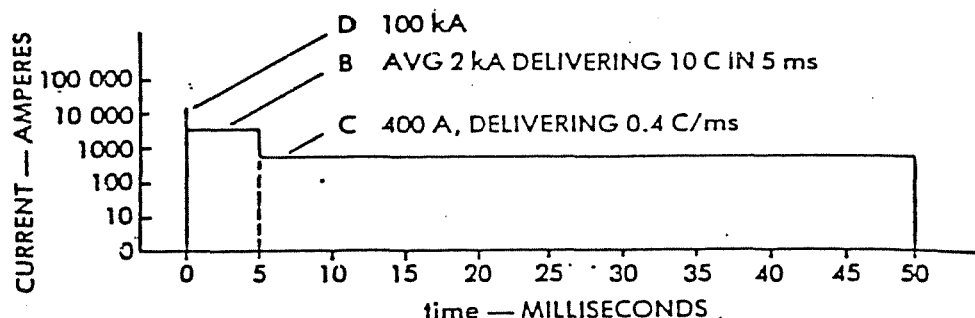 D 100 kA
B AVG 2 kA DELIVERING 10 C IN 5 ms
C 400 A, DELIVERING 0.4 C/ms
CURRENT — AMPERES
100 000
10 000
1000
100
10
0
0 5 10 15 20 25 30 35 40 45 50
time — MILLISECONDS